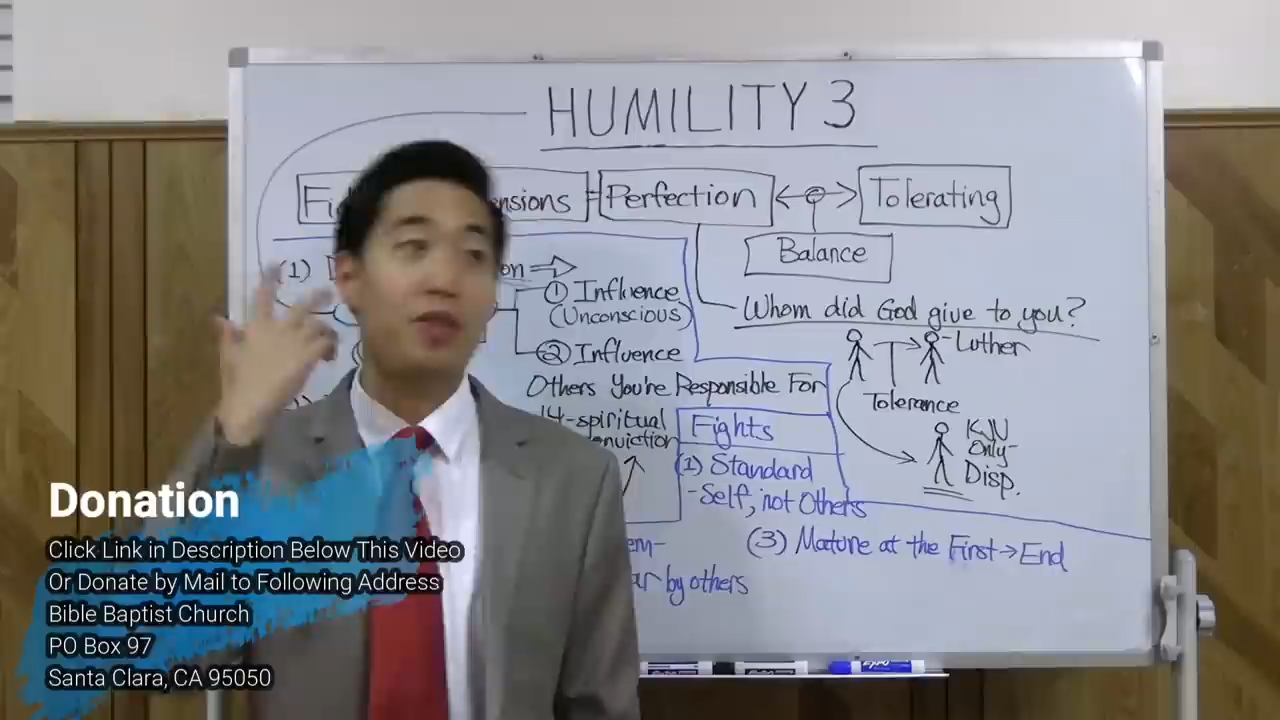 HUMILITY 3
Perfection
Tolerating
Balance
(1)
① Influence
(Unconscious)
② Influence
Others You're Responsible For
14-spiritual
Whom did God give to you?
-Luther
Tolerance
KJV
Only-
Disp.
Fights
(1) Standard
-Self, not Others
(3) Mature at the First→End
by others
Donation
Click Link in Description Below This Video
Or Donate by Mail to Following Address
Bible Baptist Church
PO Box 97
Santa Clara, CA 95050
EXPO